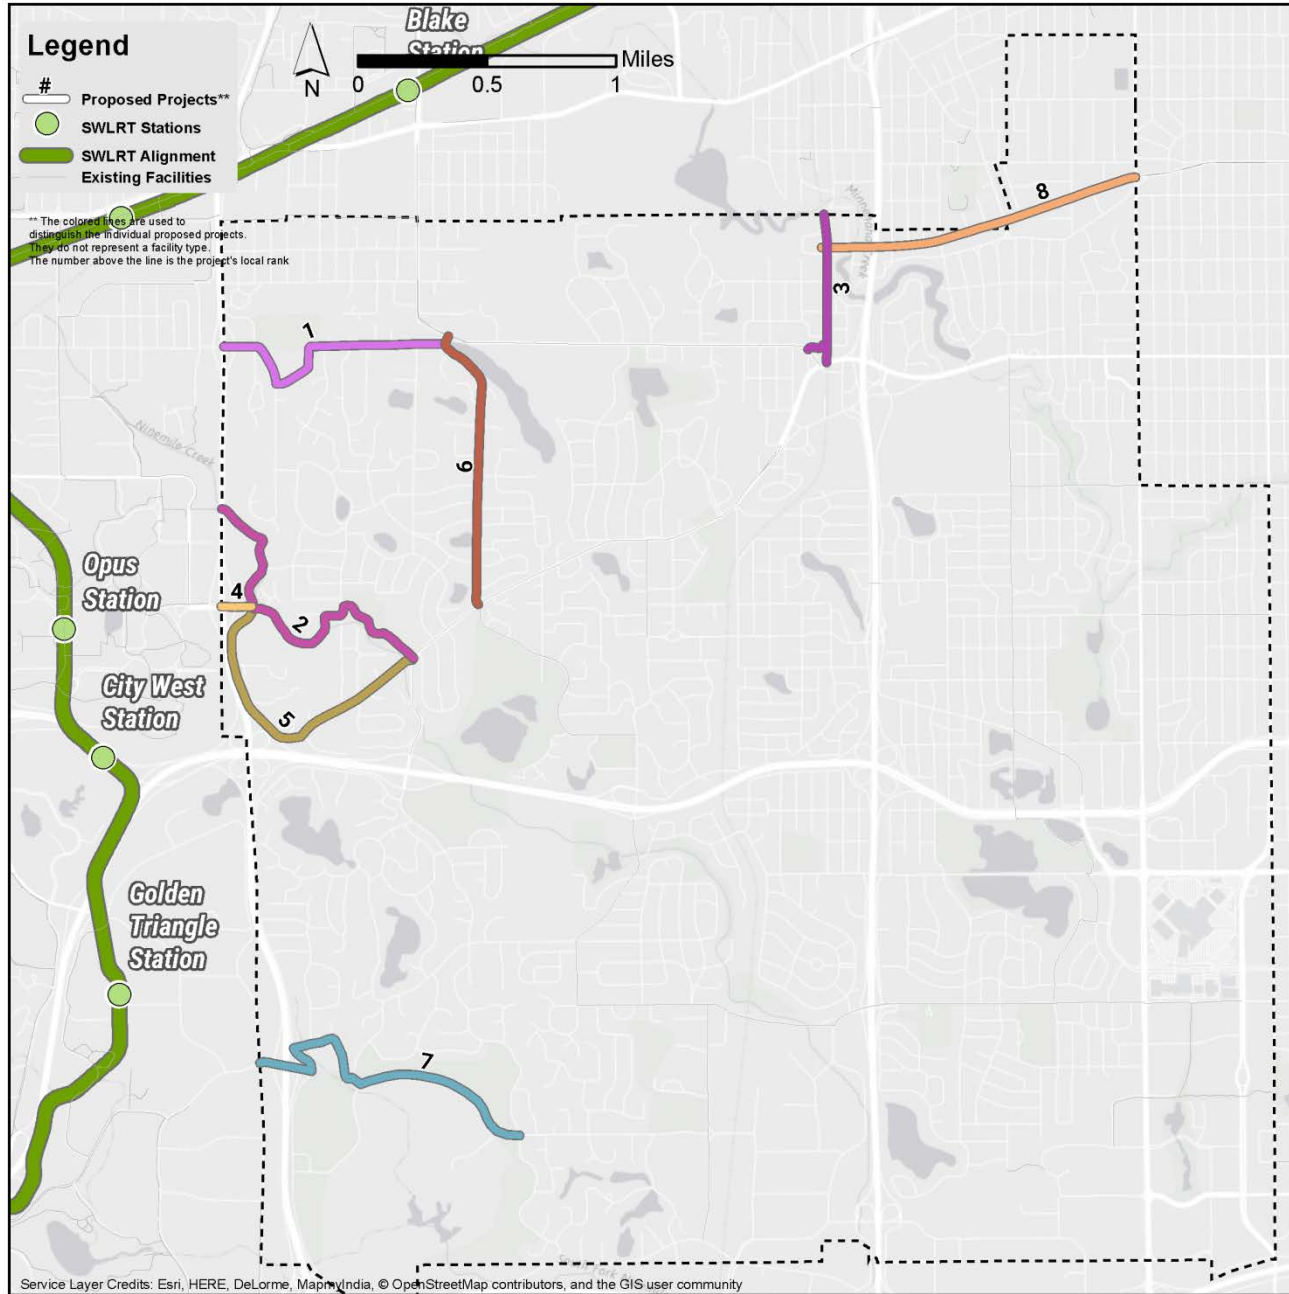 Legend
#
Proposed Projects**
SWLRT Stations
SWLRT Alignment
Existing Facilities
** The colored lines are used to
distinguish the individual proposed projects.
They do not represent a facility type.
The number above the line is the project's local rank
N
0 0.5 1
Miles
Blake
Station
8
3
1
6
Ninemile Creek
Opus
Station
4
2
City West
Station
5
Golden
Triangle
Station
7
Service Layer Credits: Esri, HERE, DeLorme, MapmyIndia, © OpenStreetMap contributors, and the GIS user community